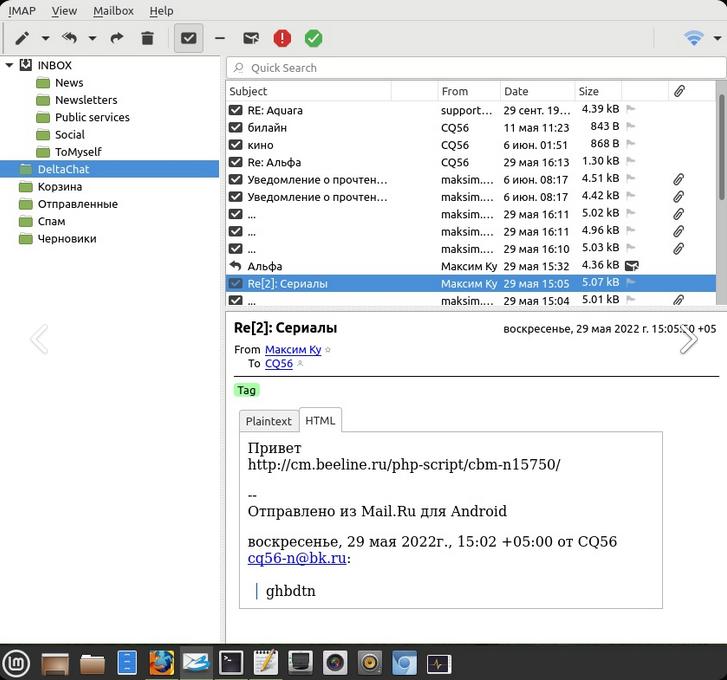 IMAP View Mailbox Help
INBOX
News
Newsletters
Public services
Social
ToMyself
DeltaChat
Корзина
Отправленные
Спам
Черновики
Quick Search
Subject From Date Size
RE: Aquara support... 29 сент. 19... 4.39 kB
билайн CQ56 11 мая 11:23 843 B
кино CQ56 6 июн. 01:51 868 B
Re: Альфа CQ56 29 мая 16:13 1.30 kB
Уведомление о прочтен... maksim.... 6 июн. 08:17 4.51 kB
Уведомление о прочтен... maksim.... 6 июн. 08:17 4.42 kB
... maksim.... 29 мая 16:11 5.02 kB
... maksim.... 29 мая 16:11 4.96 kB
... maksim.... 29 мая 16:10 5.03 kB
Альфа Максим Ку 29 мая 15:32 4.36 kB
Re[2]: Сериалы Максим Ку 29 мая 15:05 5.07 kB
... maksim.... 29 мая 15:04 5.01 kB
Re[2]: Сериалы воскресенье, 29 мая 2022 г. 15:05: +05
From Максим Ку
To CQ56
Tag
Plaintext HTML
Привет
http://cm.beeline.ru/php-script/cbm-n15750/
--
Отправлено из Mail.Ru для Android
воскресенье, 29 мая 2022г., 15:02 +05:00 от CQ56
cq56-n@bk.ru:
ghbdtn